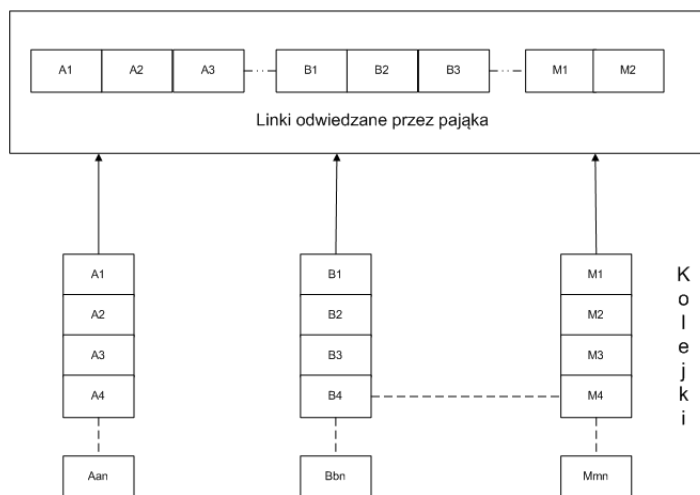 A1 A2 A3 B1 B2 B3 M1 M2
Linki odwiedzane przez pająka
A1 B1 M1
A2 B2 M2
A3 B3 M3
A4 B4 M4
Aan Bbn Mmn
K
o
l
e
j
k
i